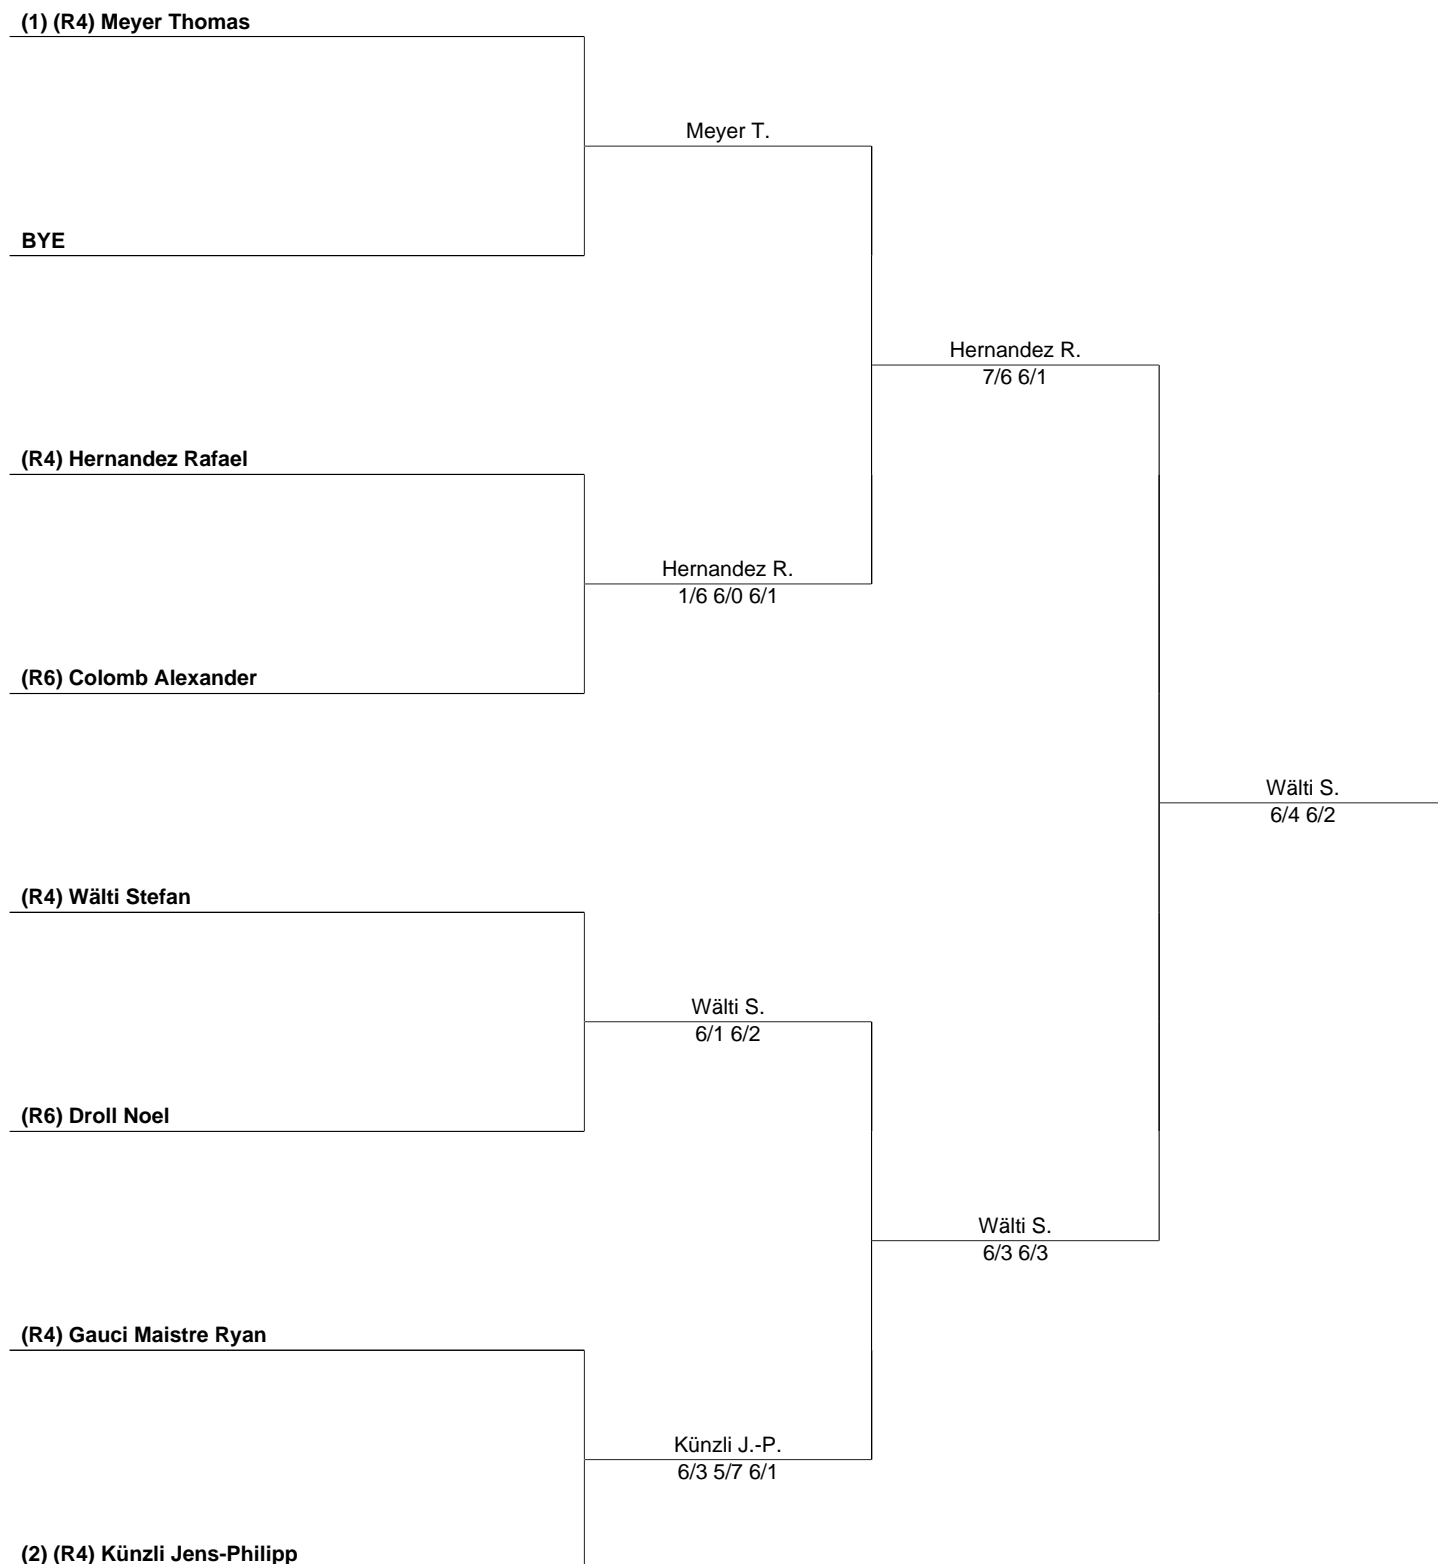 (1) (R4) Meyer Thomas
Meyer T.
BYE
Hernandez R.
7/6 6/1
(R4) Hernandez Rafael
Hernandez R.
1/6 6/0 6/1
(R6) Colomb Alexander
Wälti S.
6/4 6/2
(R4) Wälti Stefan
Wälti S.
6/1 6/2
(R6) Droll Noel
Wälti S.
6/3 6/3
(R4) Gauci Maistre Ryan
Künzli J.-P.
6/3 5/7 6/1
(2) (R4) Künzli Jens-Philipp